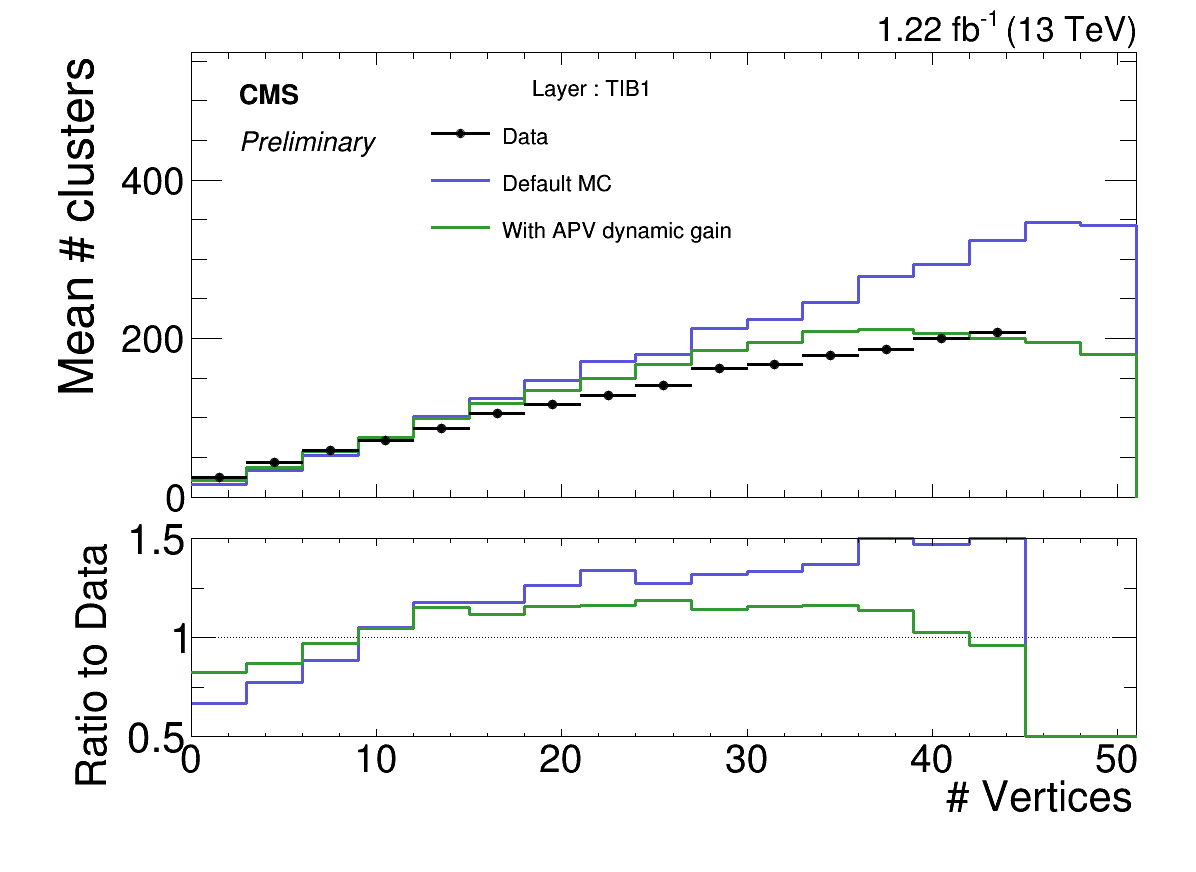 1.22 fb⁻¹ (13 TeV)
CMS
Preliminary
Layer : TIB1
Data
Default MC
With APV dynamic gain
Mean # clusters
400
200
0
Ratio to Data
1.5
1
0.5
0 10 20 30 40 50
# Vertices